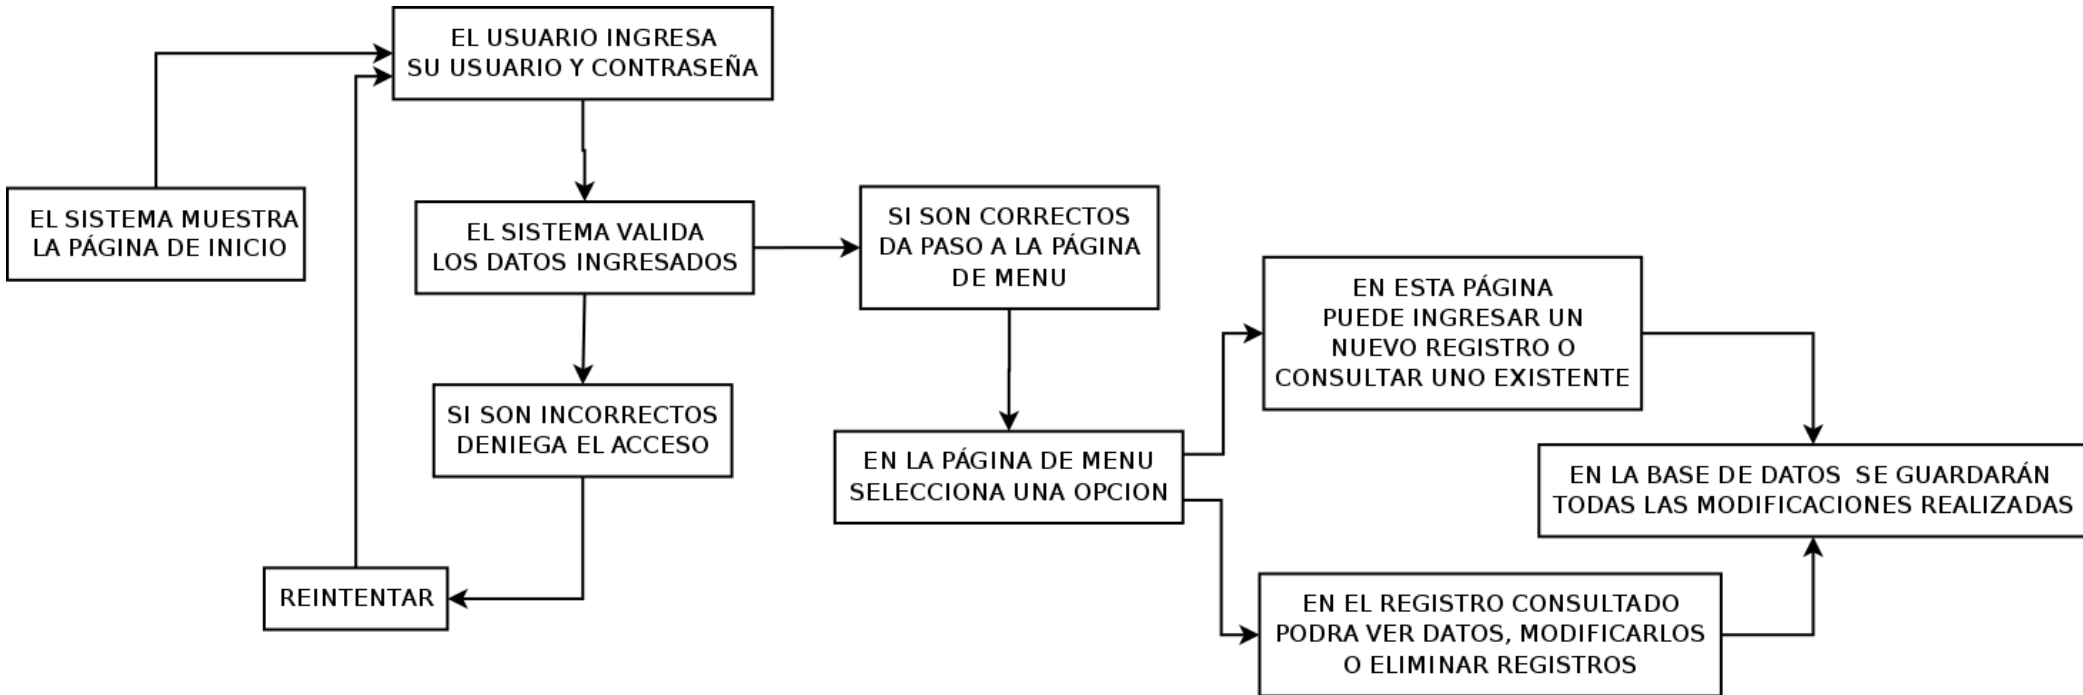 EL USUARIO INGRESA
SU USUARIO Y CONTRASEÑA
EL SISTEMA MUESTRA
LA PÁGINA DE INICIO
EL SISTEMA VALIDA
LOS DATOS INGRESADOS
SI SON CORRECTOS
DA PASO A LA PÁGINA
DE MENU
SI SON INCORRECTOS
DENIEGA EL ACCESO
REINTENTAR
EN LA PÁGINA DE MENU
SELECCIONA UNA OPCION
EN ESTA PÁGINA
PUEDE INGRESAR UN
NUEVO REGISTRO O
CONSULTAR UNO EXISTENTE
EN LA BASE DE DATOS  SE GUARDARÁN
TODAS LAS MODIFICACIONES REALIZADAS
EN EL REGISTRO CONSULTADO
PODRA VER DATOS, MODIFICARLOS
O ELIMINAR REGISTROS